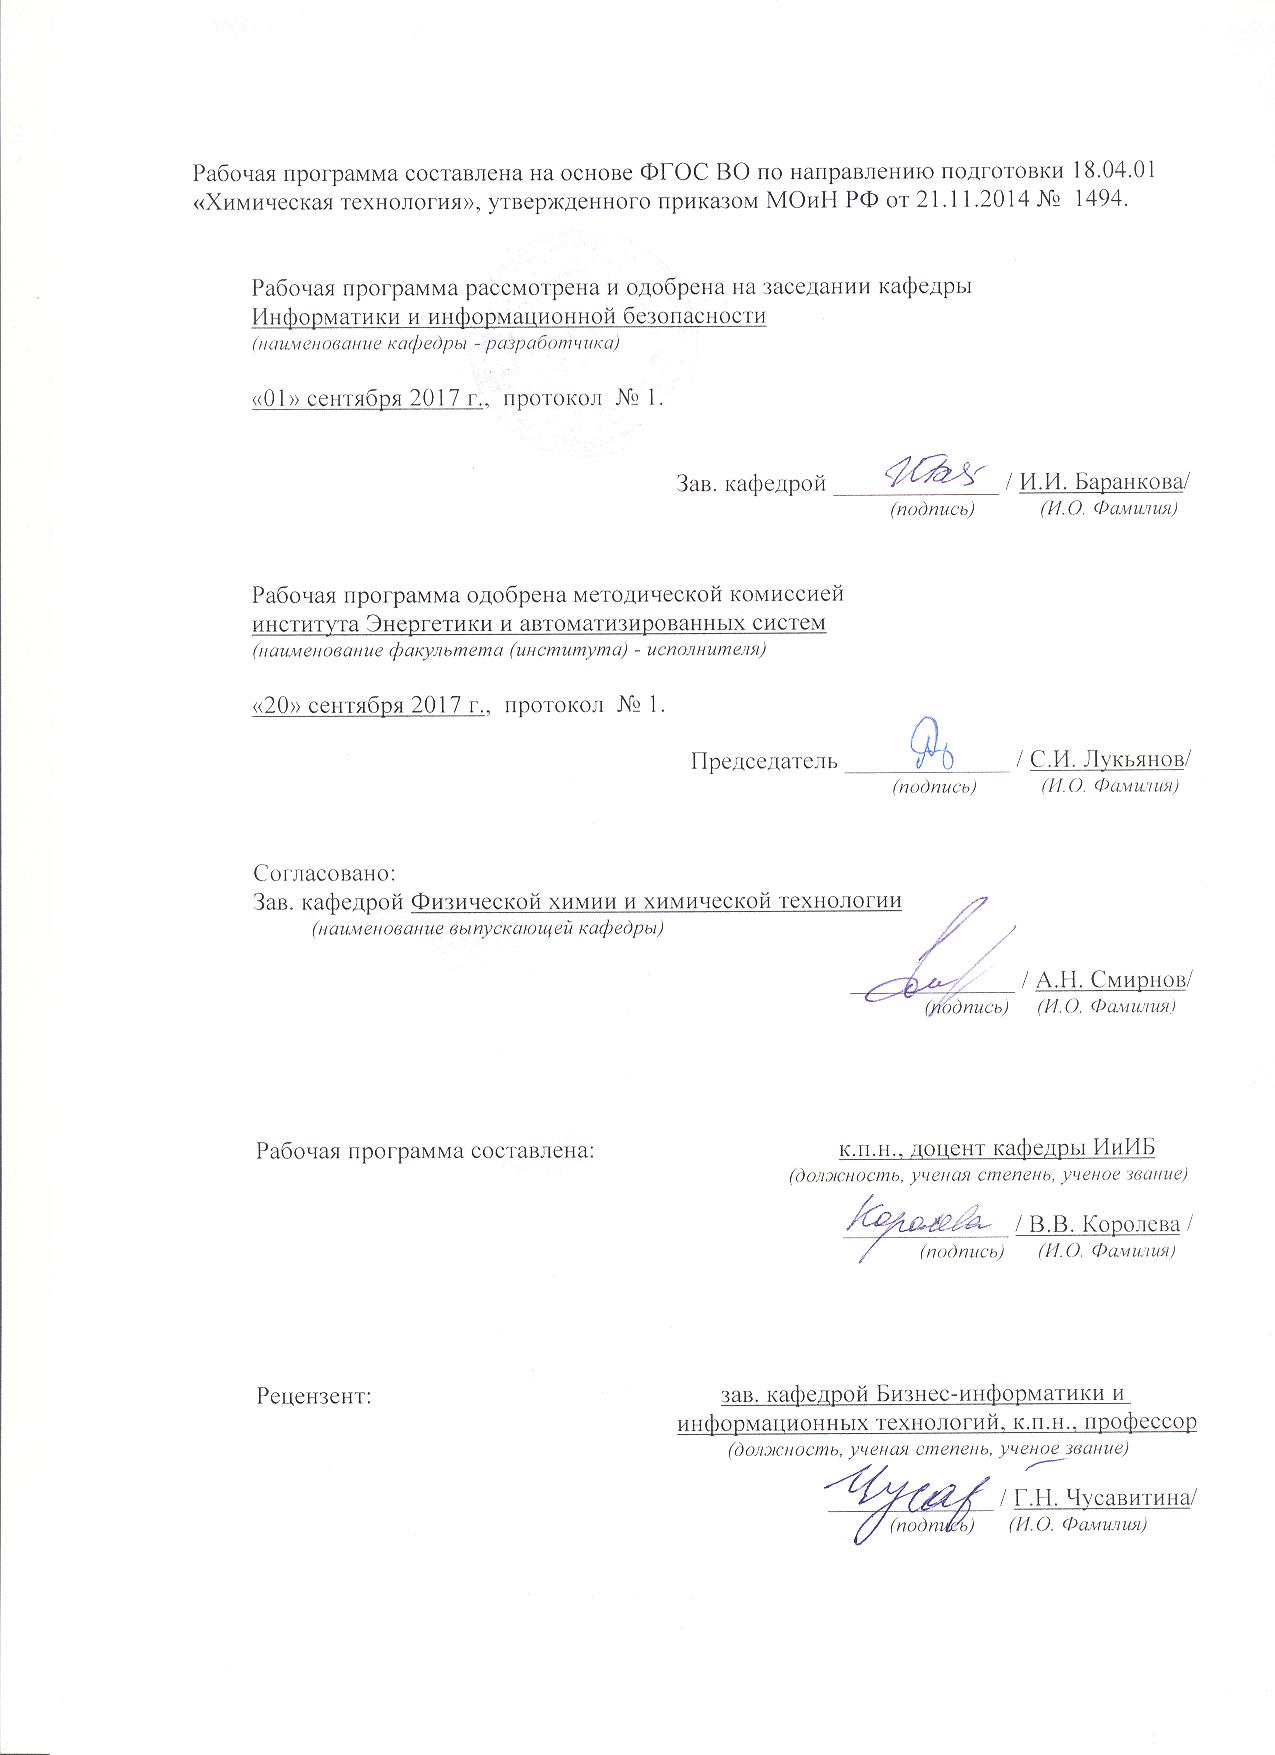 Рабочая программа составлена на основе ФГОС ВО по направлению подготовки 18.04.01
«Химическая технология», утвержденного приказом МОиН РФ от 21.11.2014 № 1494.
Рабочая программа рассмотрена и одобрена на заседании кафедры
Информатики и информационной безопасности
(наименование кафедры - разработчика)
«01» сентября 2017 г., протокол № 1.
Зав. кафедрой _____________ / И.И. Баранкова/
(подпись) (И.О. Фамилия)
Рабочая программа одобрена методической комиссией
института Энергетики и автоматизированных систем
(наименование факультета (института) - исполнителя)
«20» сентября 2017 г., протокол № 1.
Председатель _____________ / С.И. Лукьянов/
(подпись) (И.О. Фамилия)
Согласовано:
Зав. кафедрой Физической химии и химической технологии
(наименование выпускающей кафедры)
_____________ / А.Н. Смирнов/
(подпись) (И.О. Фамилия)
Рабочая программа составлена: к.п.н., доцент кафедры ИиИБ
(должность, ученая степень, ученое звание)
Королева / В.В. Королева /
(подпись) (И.О. Фамилия)
Рецензент: зав. кафедрой Бизнес-информатики и
информационных технологий, к.п.н., профессор
(должность, ученая степень, ученое звание)
_____________ / Г.Н. Чусавитина/
(подпись) (И.О. Фамилия)